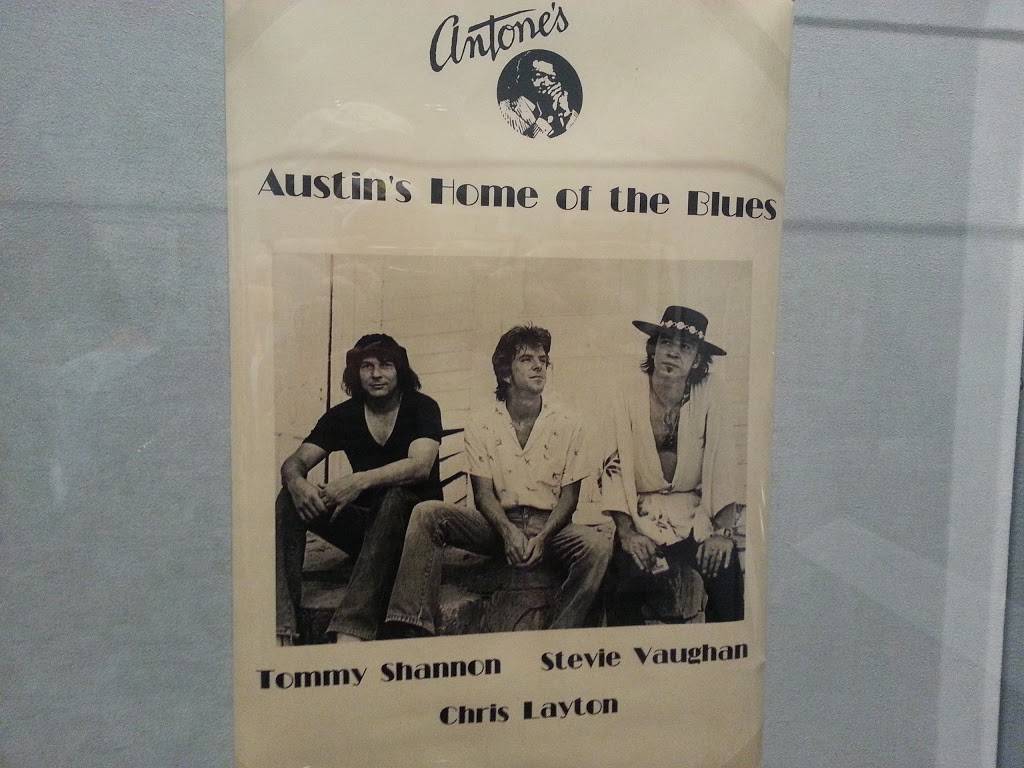 Antone's
Austin's Home of the Blues
Tommy Shannon Stevie Vaughan
Chris Layton